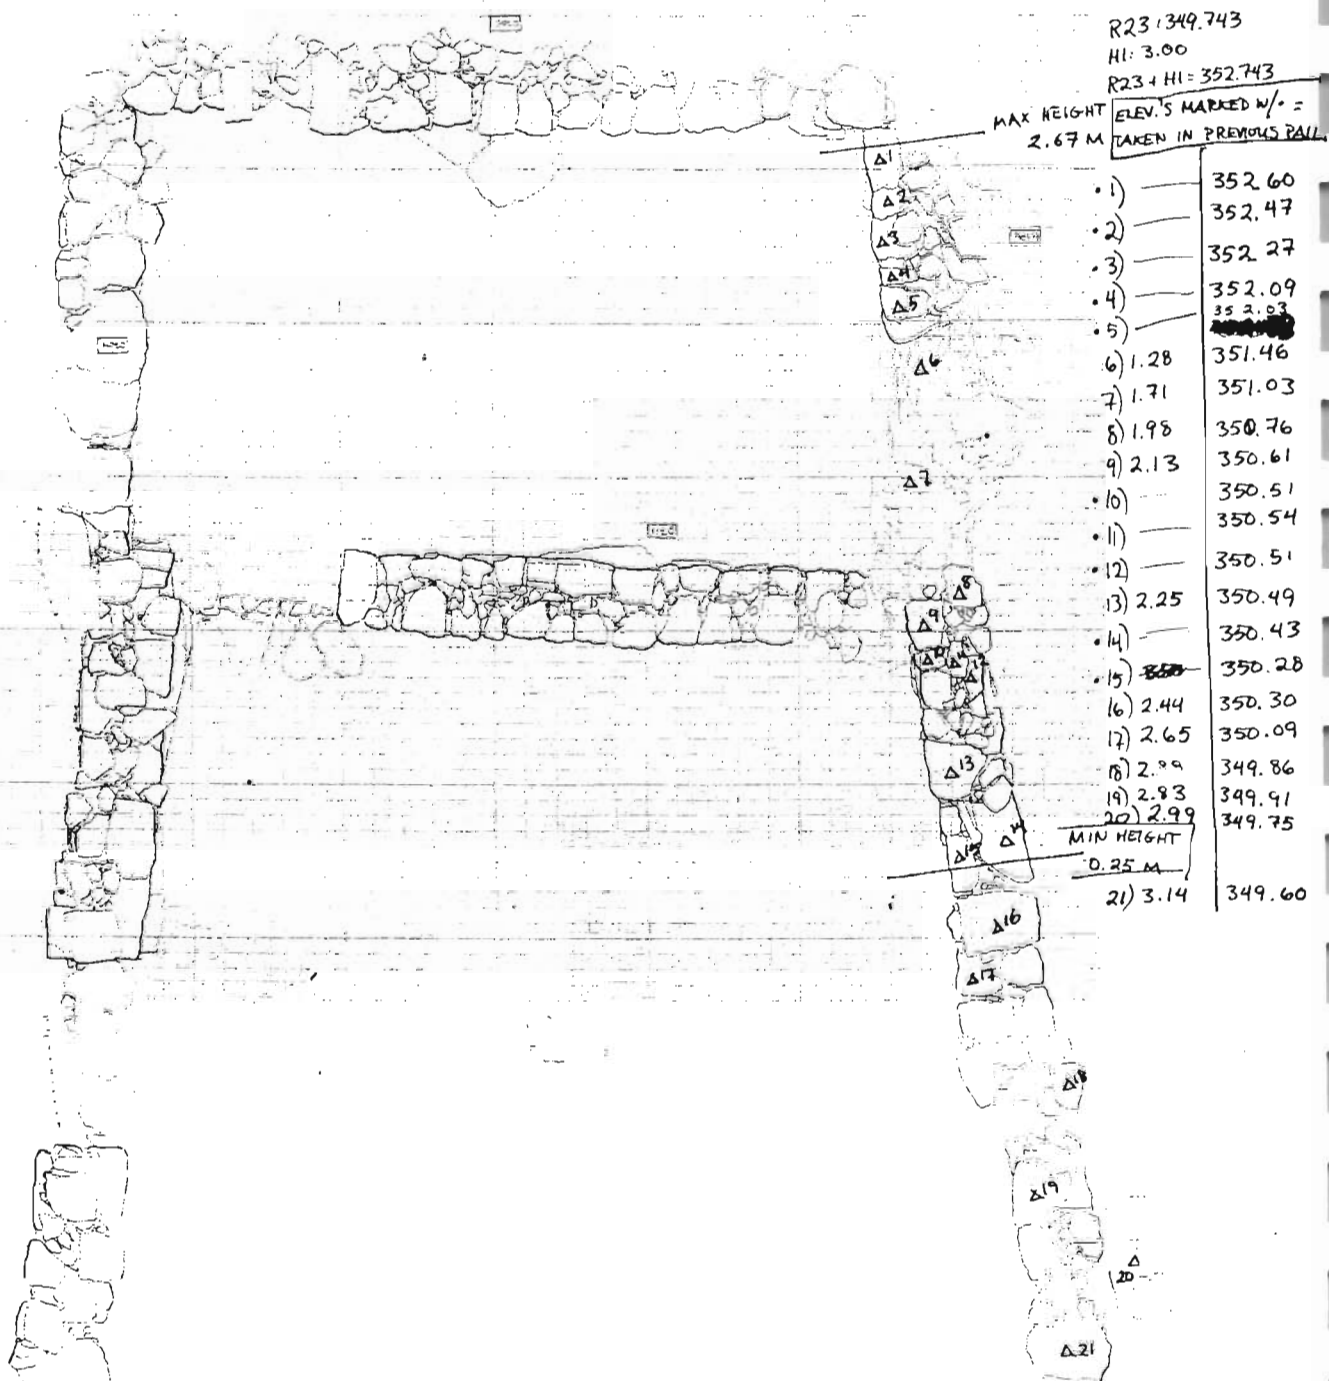 R23: 349.743
HI: 3.00
R23 + HI = 352.743
ELEV.'S MARKED W/• =
TAKEN IN PREVIOUS PAIL
MAX HEIGHT
2.67 M
•1) — 352.60
•2) — 352.47
•3) — 352.27
•4) — 352.09
•5) — 352.03
6) 1.28 351.46
7) 1.71 351.03
8) 1.98 350.76
9) 2.13 350.61
•10) — 350.51
•11) — 350.54
•12) — 350.51
13) 2.25 350.49
•14) — 350.43
•15) — 350.28
16) 2.44 350.30
17) 2.65 350.09
18) 349.86
19) 2.83 349.91
20) 2.99 349.75
MIN HEIGHT
0.25 M
21) 3.14 349.60
Δ1
Δ2
Δ3
Δ4
Δ5
Δ6
Δ7
Δ8
Δ9
Δ12
Δ13
Δ14
Δ15
Δ16
Δ17
Δ18
Δ19
Δ
20
Δ21